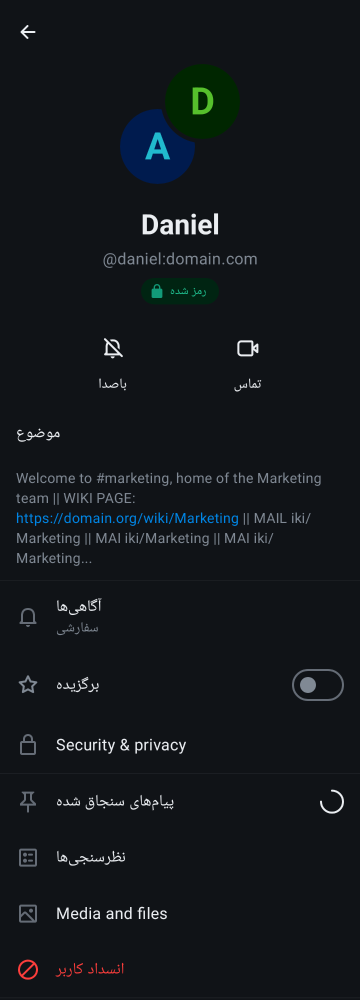 D
A
Daniel
@daniel:domain.com
رمز شده
باصدا
تماس
موضوع
Welcome to #marketing, home of the Marketing
team || WIKI PAGE:
https://domain.org/wiki/Marketing || MAIL iki/
Marketing || MAI iki/Marketing || MAI iki/
Marketing...
آگاهی‌ها
سفارشی
برگزیده
Security & privacy
پیام‌های سنجاق شده
نظرسنجی‌ها
Media and files
انسداد کاربر